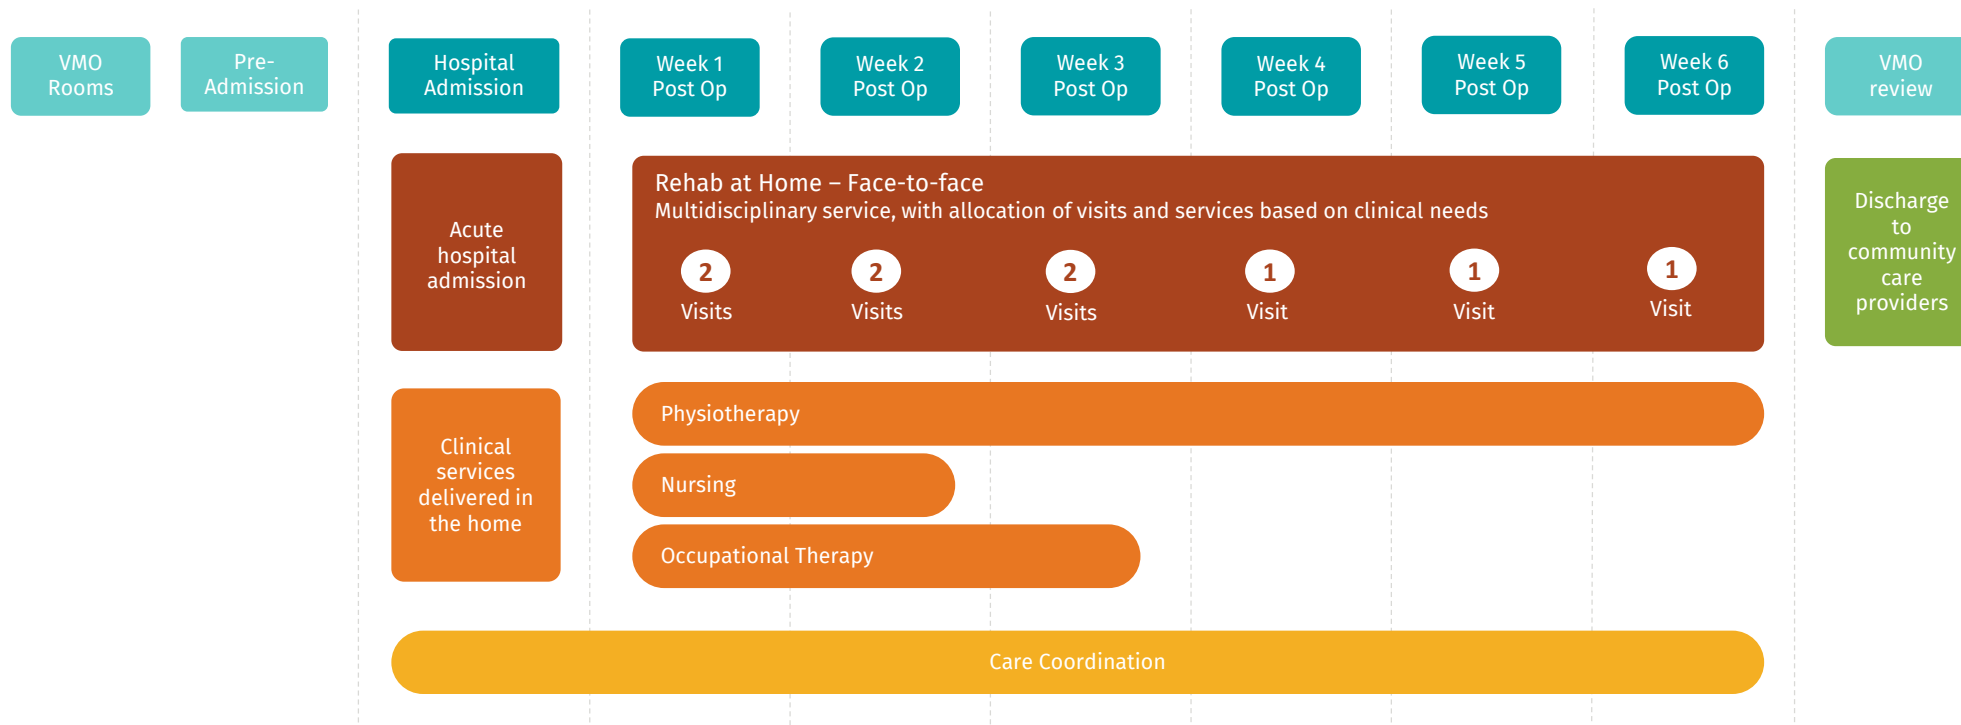 VMO
Rooms
Pre-
Admission
Hospital
Admission
Week 1
Post Op
Week 2
Post Op
Week 3
Post Op
Week 4
Post Op
Week 5
Post Op
Week 6
Post Op
VMO
review
Acute
hospital
admission
Rehab at Home – Face-to-face
Multidisciplinary service, with allocation of visits and services based on clinical needs
2
Visits
2
Visits
2
Visits
1
Visit
1
Visit
1
Visit
Discharge
to
community
care
providers
Clinical
services
delivered in
the home
Physiotherapy
Nursing
Occupational Therapy
Care Coordination